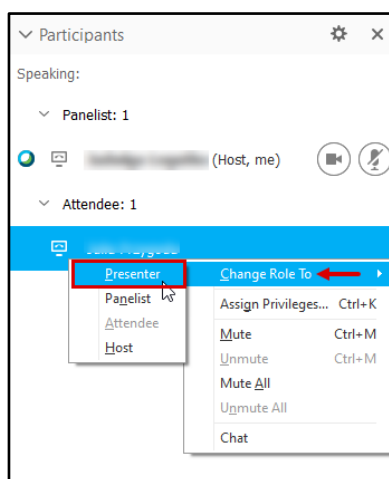 Participants
Speaking:
Panelist: 1
(Host, me)
Attendee: 1
Presenter
Panelist
Attendee
Host
Change Role To
Assign Privileges... Ctrl+K
Mute Ctrl+M
Unmute Ctrl+M
Mute All
Unmute All
Chat